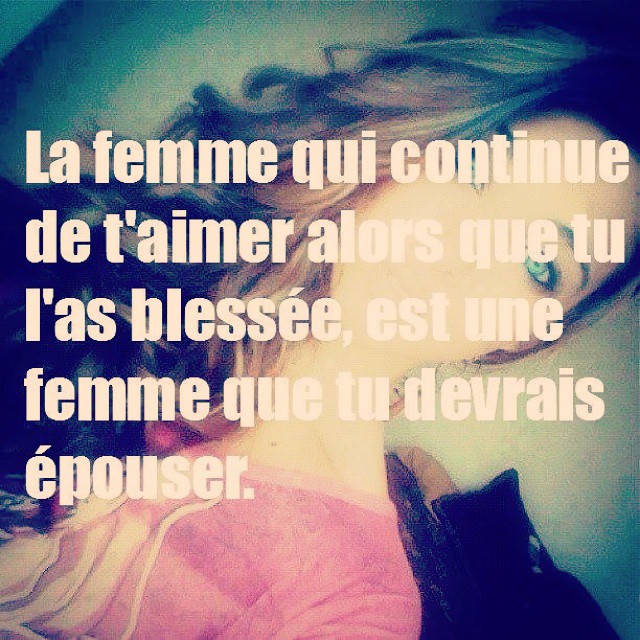 La femme qui continue
de t'aimer alors que tu
l'as blessée, est une
femme que tu devrais
épouser.